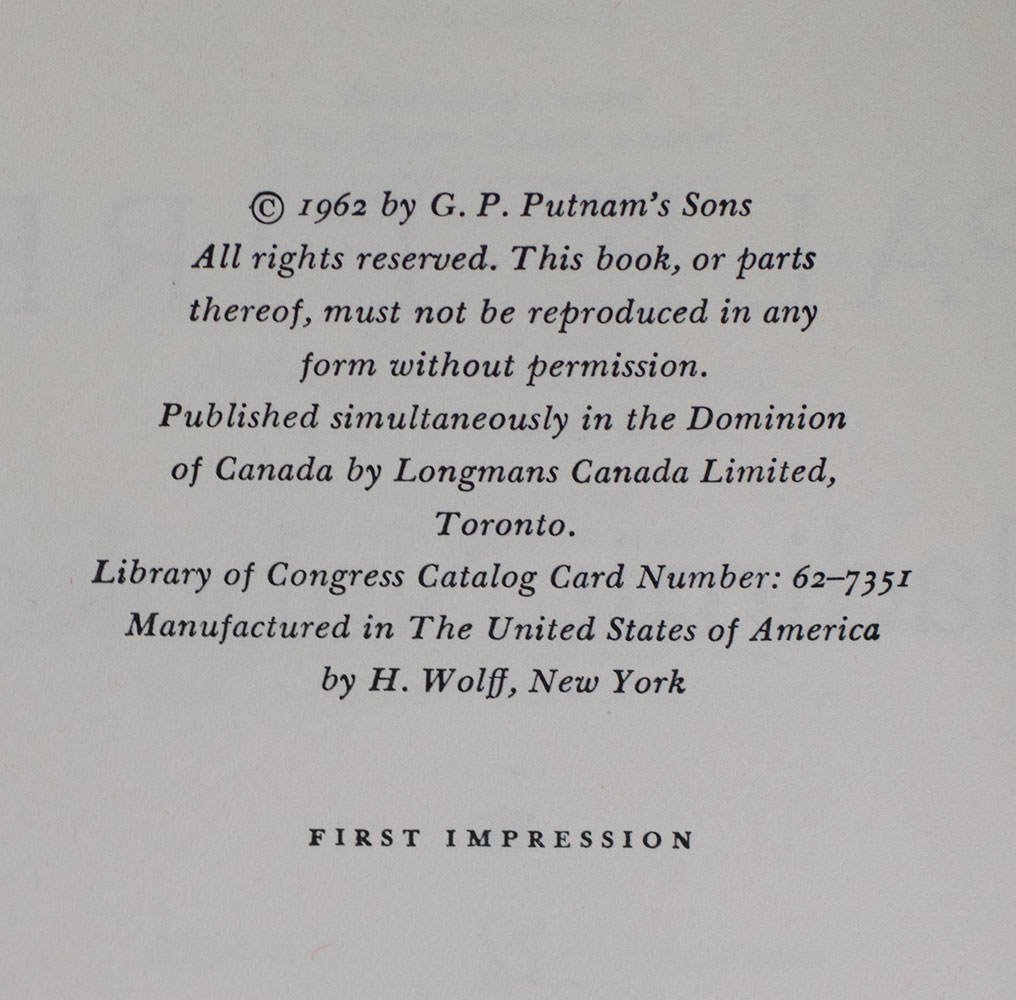 © 1962 by G. P. Putnam's Sons
All rights reserved. This book, or parts
thereof, must not be reproduced in any
form without permission.
Published simultaneously in the Dominion
of Canada by Longmans Canada Limited,
Toronto.
Library of Congress Catalog Card Number: 62–7351
Manufactured in The United States of America
by H. Wolff, New York
FIRST IMPRESSION